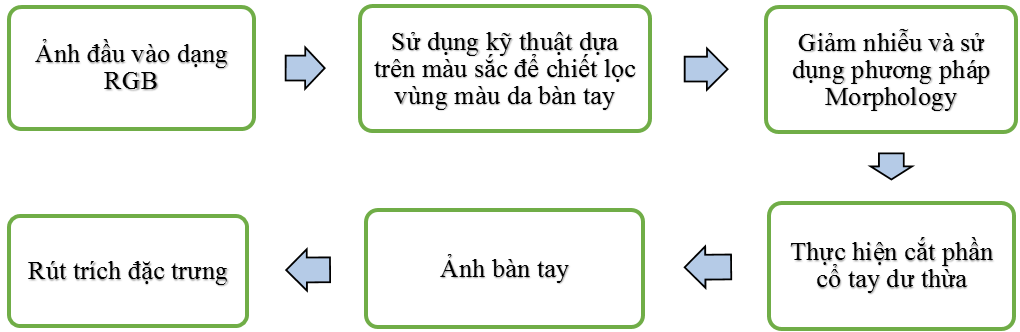 Ảnh đầu vào dạng
RGB
Sử dụng kỹ thuật dựa
trên màu sắc để chiết lọc
vùng màu da bàn tay
Giảm nhiễu và sử
dụng phương pháp
Morphology
Thực hiện cắt phần
cổ tay dư thừa
Ảnh bàn tay
Rút trích đặc trưng